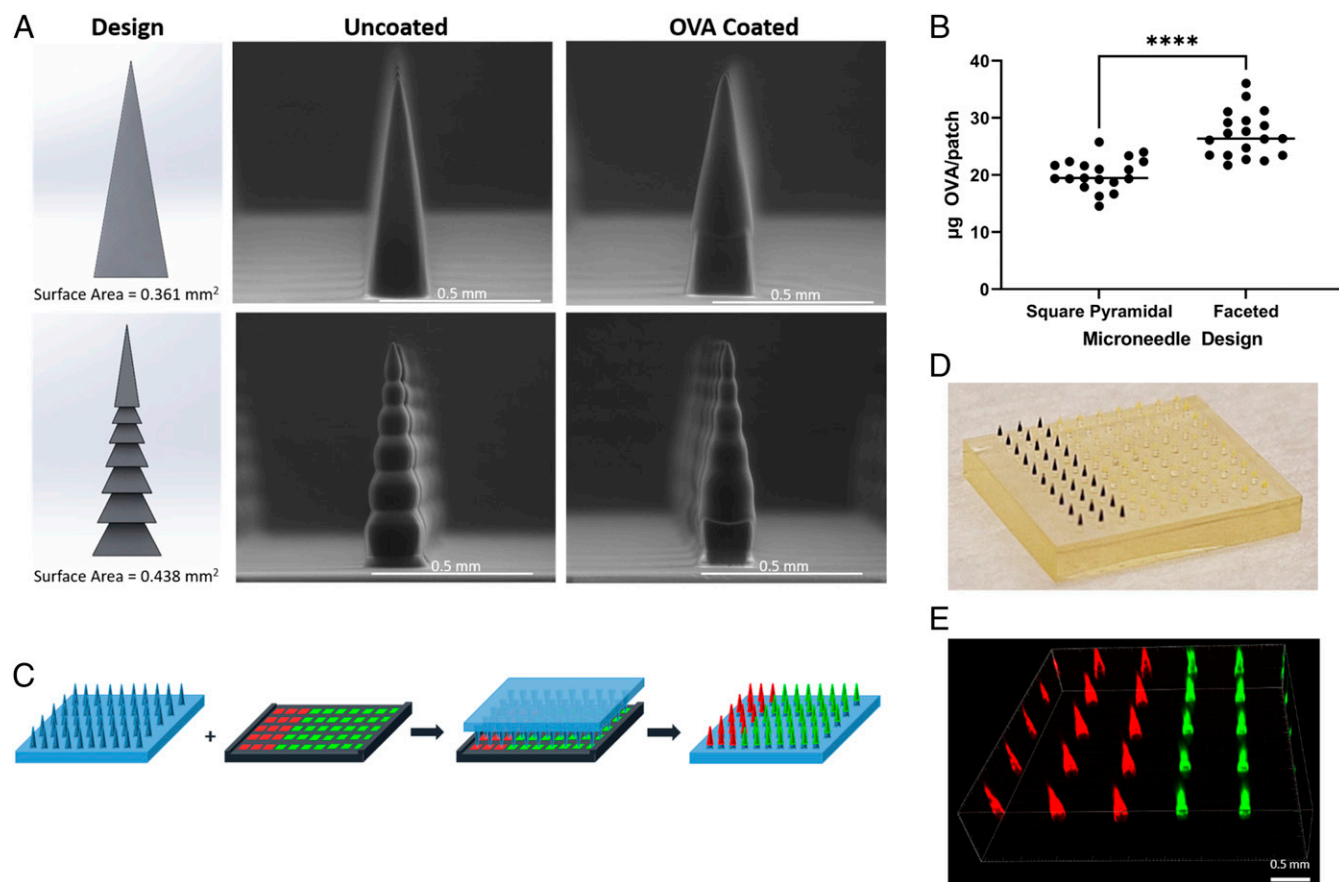 A
Design
Uncoated
OVA Coated
Surface Area = 0.361 mm²
0.5 mm
0.5 mm
Surface Area = 0.438 mm²
0.5 mm
0.5 mm
B
****
µg OVA/patch
40
30
20
10
0
Square Pyramidal
Faceted
Microneedle Design
C
+
D
E
0.5 mm